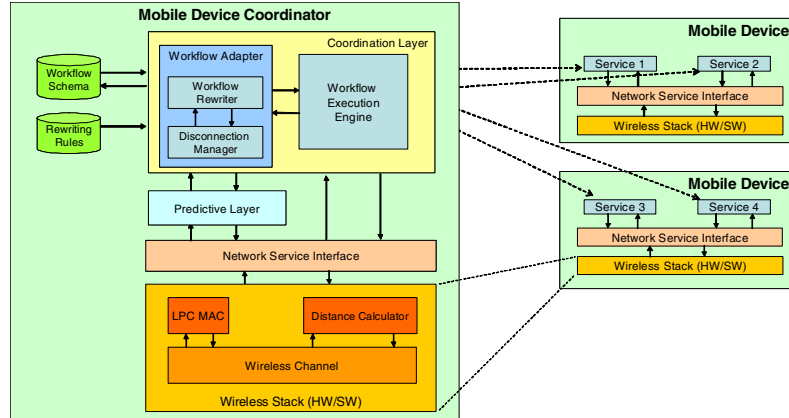 Mobile Device Coordinator
Coordination Layer
Workflow Adapter
Workflow
Rewriter
Disconnection
Manager
Workflow
Execution
Engine
Workflow
Schema
Rewriting
Rules
Predictive Layer
Network Service Interface
LPC MAC
Distance Calculator
Wireless Channel
Wireless Stack (HW/SW)
Mobile Device
Service 1
Service 2
Network Service Interface
Wireless Stack (HW/SW)
Mobile Device
Service 3
Service 4
Network Service Interface
Wireless Stack (HW/SW)